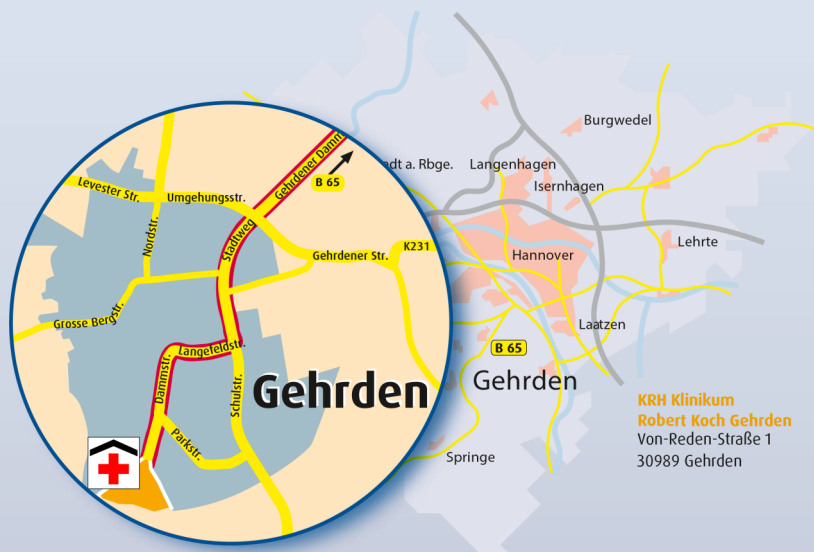 Burgwedel
adt a. Rbge.
Langenhagen
Isernhagen
Lehrte
Hannover
Laatzen
B 65
Gehrden
Springe
Gehrdener Damm
B 65
Levester Str.
Umgehungsstr.
Nordstr.
Stadtweg
Gehrdener Str.
K231
Grosse Bergstr.
Langefeldstr.
Dammstr.
Schulstr.
Gehrden
Parkstr.
KRH Klinikum
Robert Koch Gehrden
Von-Reden-Straße 1
30989 Gehrden